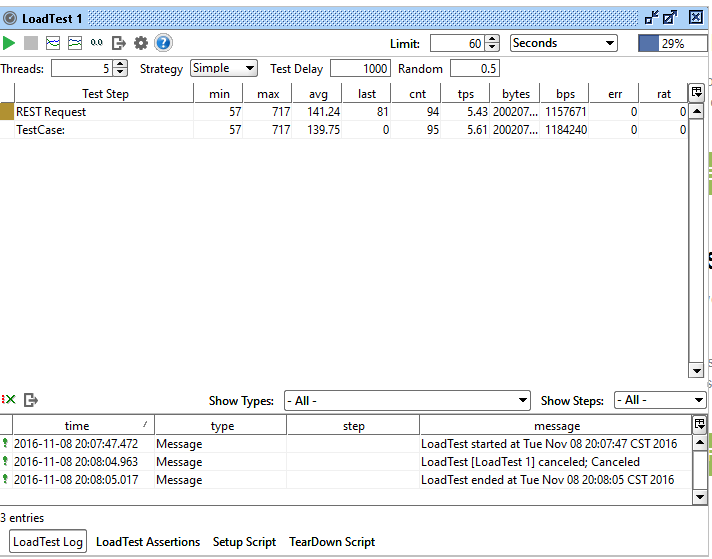 LoadTest 1
0.0 ? Limit: 60 Seconds 29%
Threads: 5 Strategy Simple Test Delay 1000 Random 0.5
Test Step min max avg last cnt tps bytes bps err rat
REST Request 57 717 141.24 81 94 5.43 200207... 1157671 0 0
TestCase: 57 717 139.75 0 95 5.61 200207... 1184240 0 0
Show Types: - All - Show Steps: - All -
time type step message
2016-11-08 20:07:47.472 Message LoadTest started at Tue Nov 08 20:07:47 CST 2016
2016-11-08 20:08:04.963 Message LoadTest [LoadTest 1] canceled; Canceled
2016-11-08 20:08:05.017 Message LoadTest ended at Tue Nov 08 20:08:05 CST 2016
3 entries
LoadTest Log LoadTest Assertions Setup Script TearDown Script